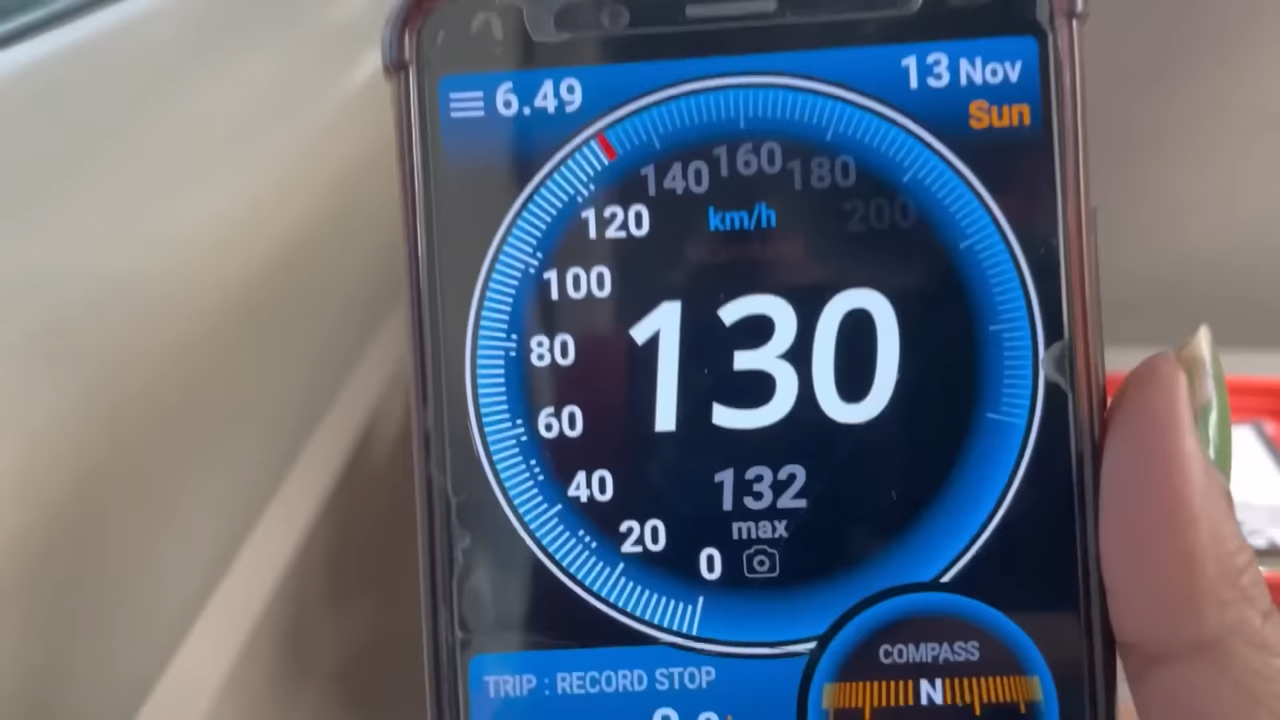 6.49
13 Nov
Sun
140 160 180
200
120
km/h
100
130
80
60
40
132
max
20
0
TRIP : RECORD STOP
COMPASS
N